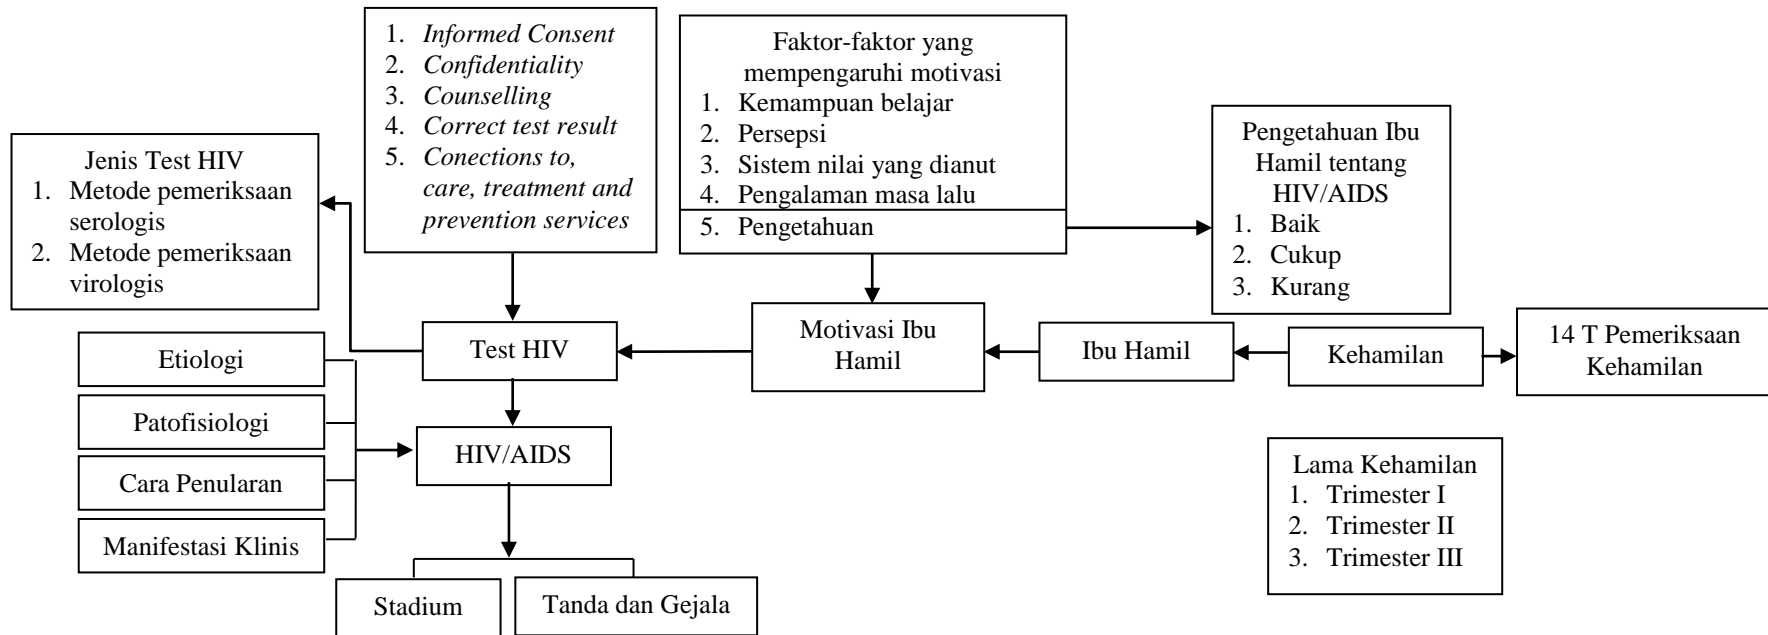 1. Informed Consent
2. Confidentiality
3. Counselling
4. Correct test result
5. Conections to,
care, treatment and
prevention services
Faktor-faktor yang
mempengaruhi motivasi
1. Kemampuan belajar
2. Persepsi
3. Sistem nilai yang dianut
4. Pengalaman masa lalu
5. Pengetahuan
Pengetahuan Ibu
Hamil tentang
HIV/AIDS
1. Baik
2. Cukup
3. Kurang
Jenis Test HIV
1. Metode pemeriksaan
serologis
2. Metode pemeriksaan
virologis
Test HIV
Motivasi Ibu
Hamil
Ibu Hamil
Kehamilan
14 T Pemeriksaan
Kehamilan
Etiologi
Patofisiologi
Cara Penularan
Manifestasi Klinis
HIV/AIDS
Lama Kehamilan
1. Trimester I
2. Trimester II
3. Trimester III
Stadium
Tanda dan Gejala